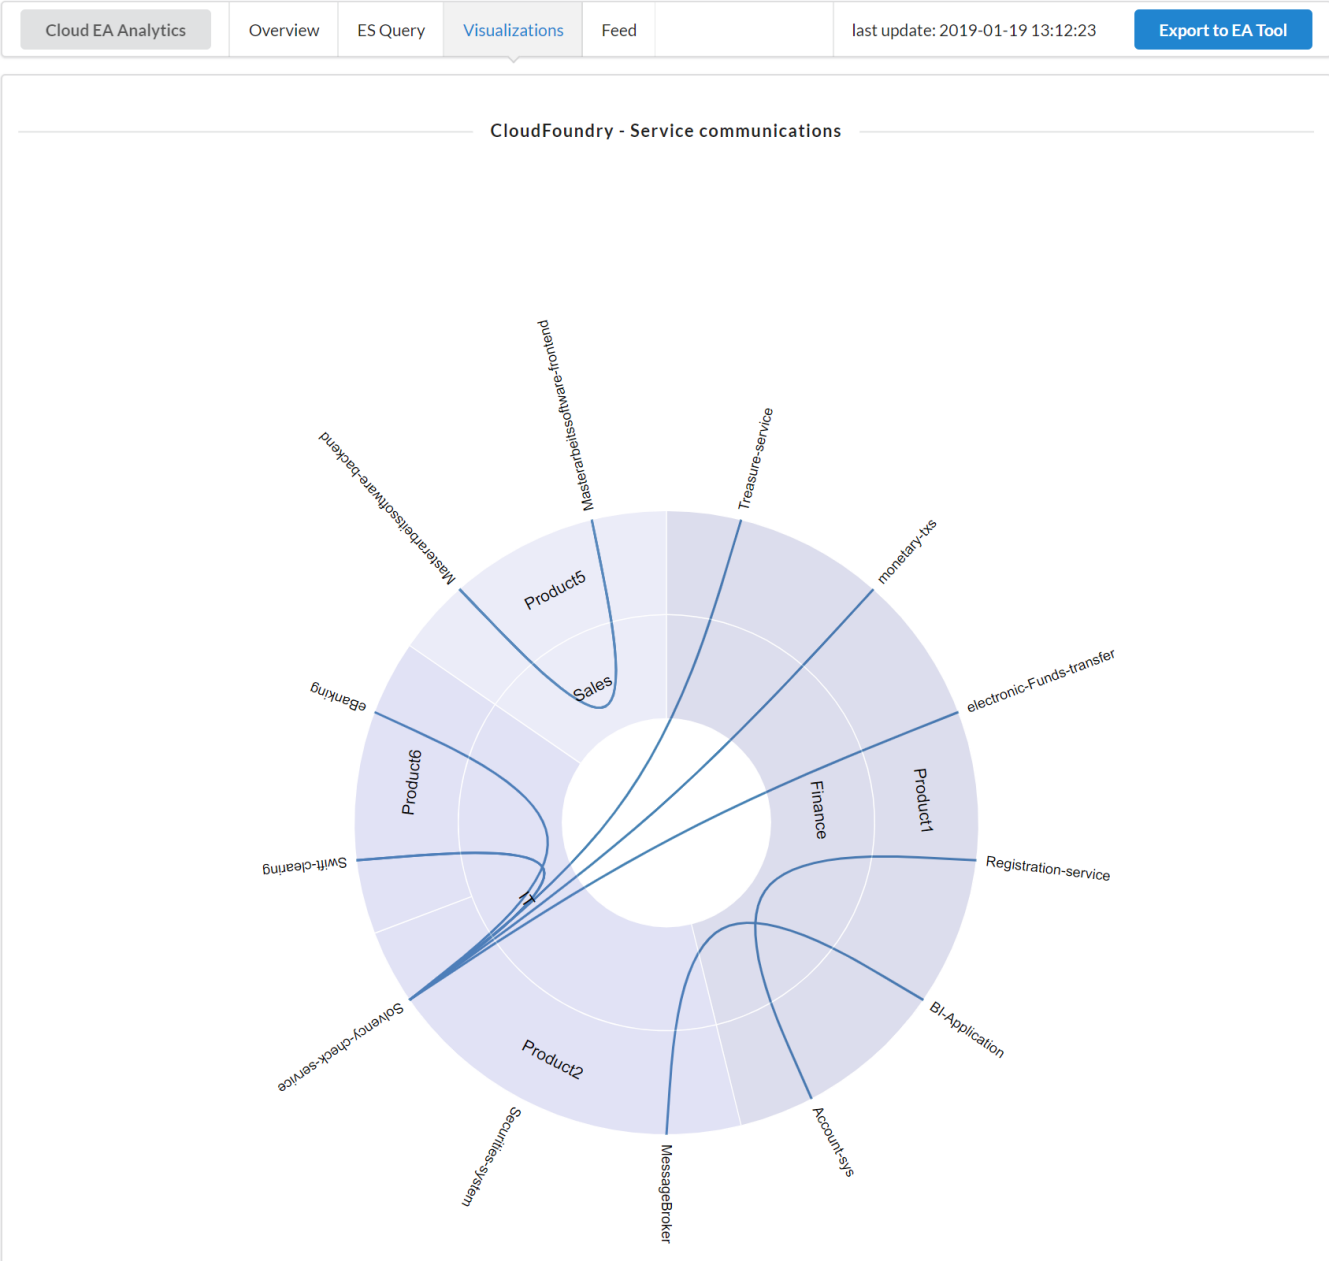 Cloud EA Analytics
Overview
ES Query
Visualizations
Feed
last update: 2019-01-19 13:12:23
Export to EA Tool
CloudFoundry - Service communications
Masterarbeitssoftware-frontend
Treasure-service
Masterarbeitssoftware-backend
monetary-txs
Product5
electronic-Funds-transfer
Sales
eBanking
Product6
Finance
Product1
Swift-clearing
Registration-service
IT
Solvency-check-service
BI-Application
Product2
Securities-system
Account-sys
MessageBroker